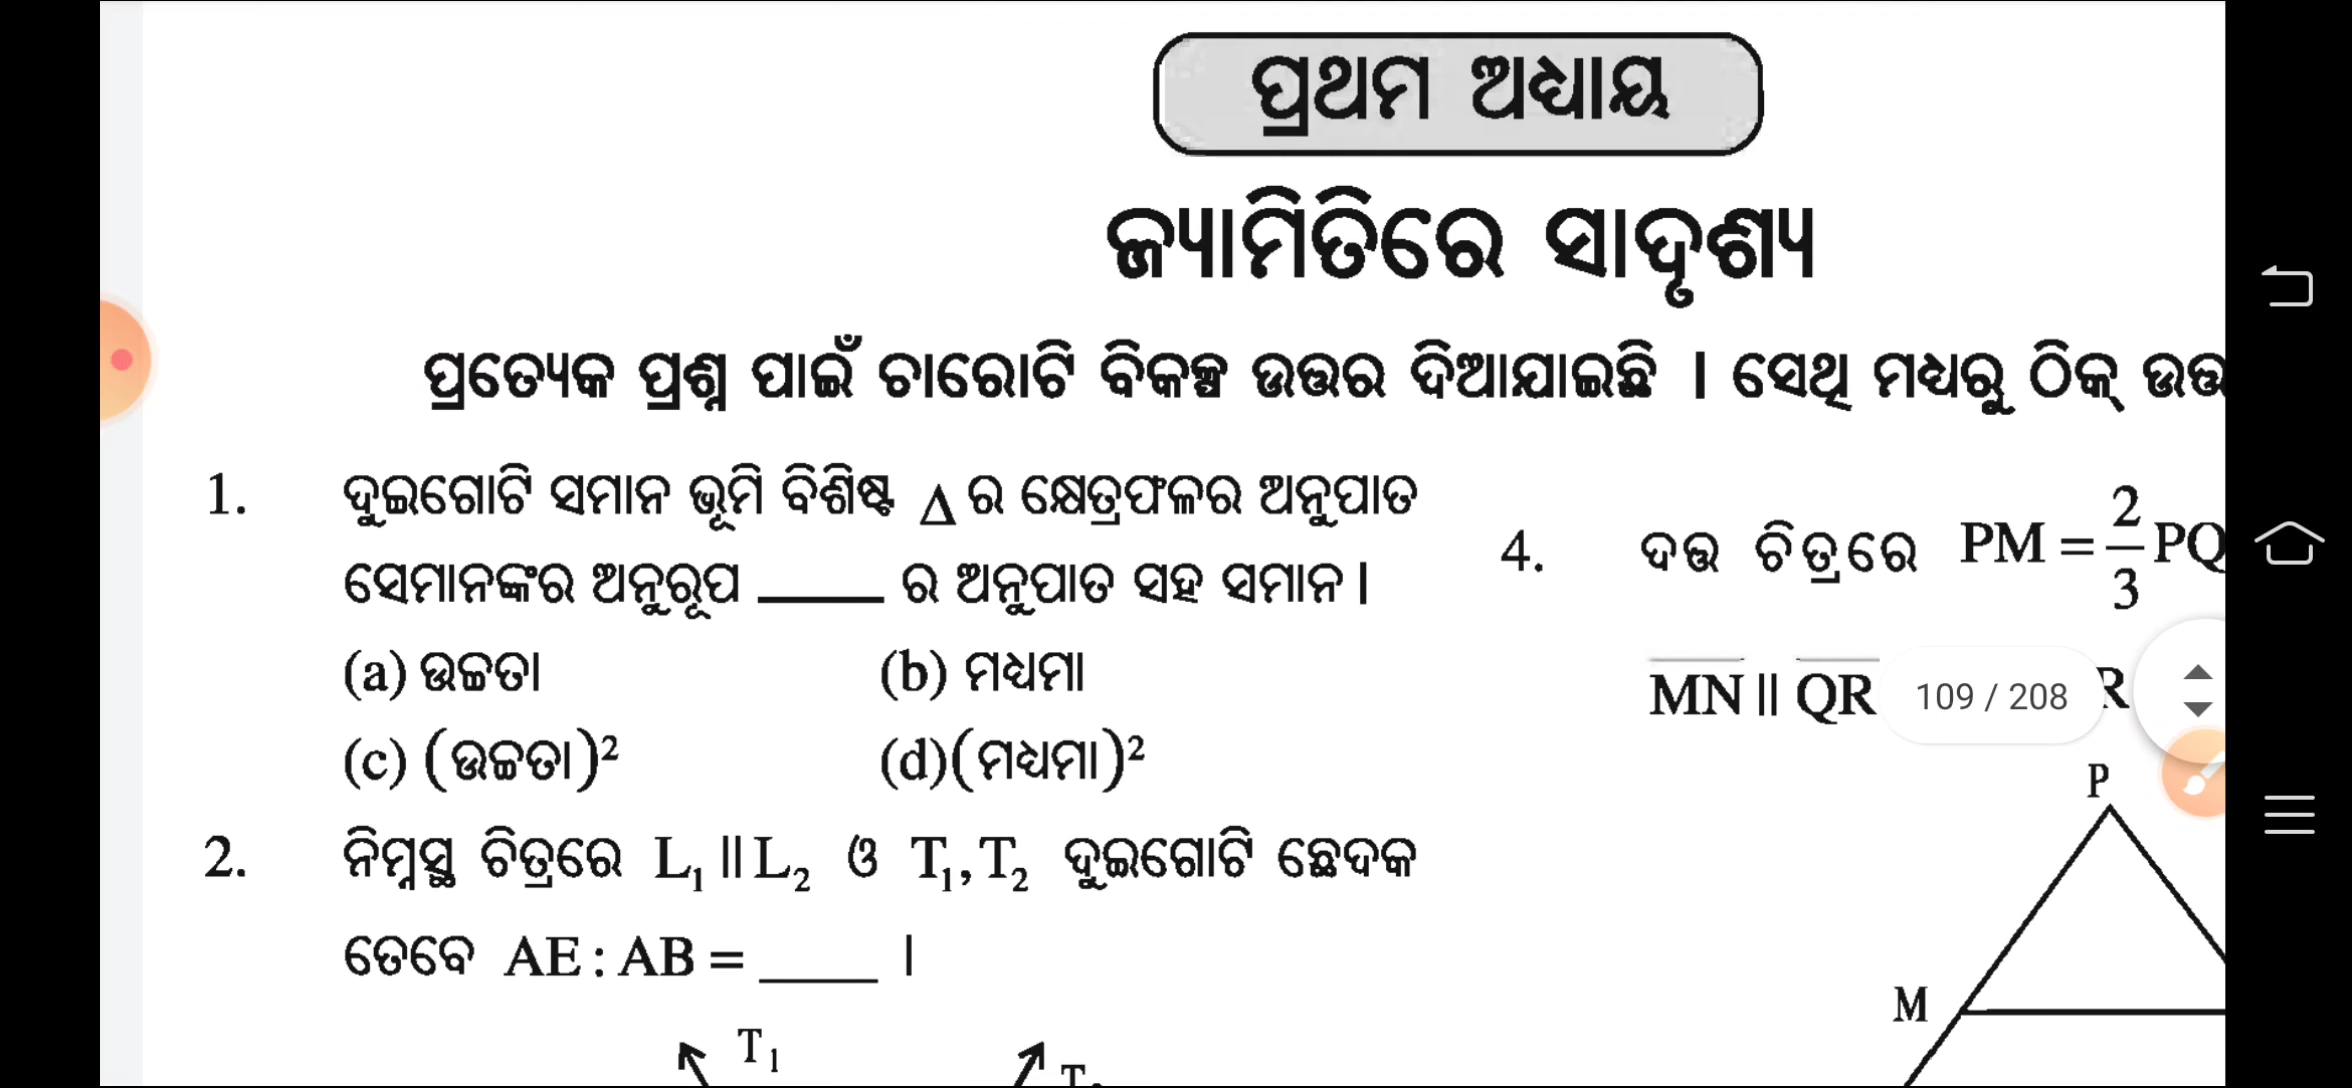 ପ୍ରଥମ ଅଧ୍ୟାୟ
ଜ୍ୟାମିତିରେ ସାଦୃଶ୍ୟ
ପ୍ରତ୍ୟେକ ପ୍ରଶ୍ନ ପାଇଁ ଚାରୋଟି ବିକଳ୍ପ ଉତ୍ତର ଦିଆଯାଇଛି । ସେଥି ମଧ୍ୟରୁ ଠିକ୍
1. ଦୁଇଗୋଟି ସମାନ ଭୂମି ବିଶିଷ୍ଟ Δ ର କ୍ଷେତ୍ରଫଳର ଅନୁପାତ
ସେମାନଙ୍କର ଅନୁରୂପ _____ ର ଅନୁପାତ ସହ ସମାନ।
(a) ଉଚ୍ଚତା (b) ମଧ୍ୟମା
(c) (ଉଚ୍ଚତା)² (d)(ମଧ୍ୟମା)²
2. ନିମ୍ନସ୍ଥ ଚିତ୍ରରେ L₁ || L₂ ଓ T₁, T₂ ଦୁଇଗୋଟି ଛେଦକ
ତେବେ AE : AB = _____ ।
T₁
4. ଦତ୍ତ ଚିତ୍ରରେ PM = 2/3 PQ
MN || QR
109 / 208
R
P
M